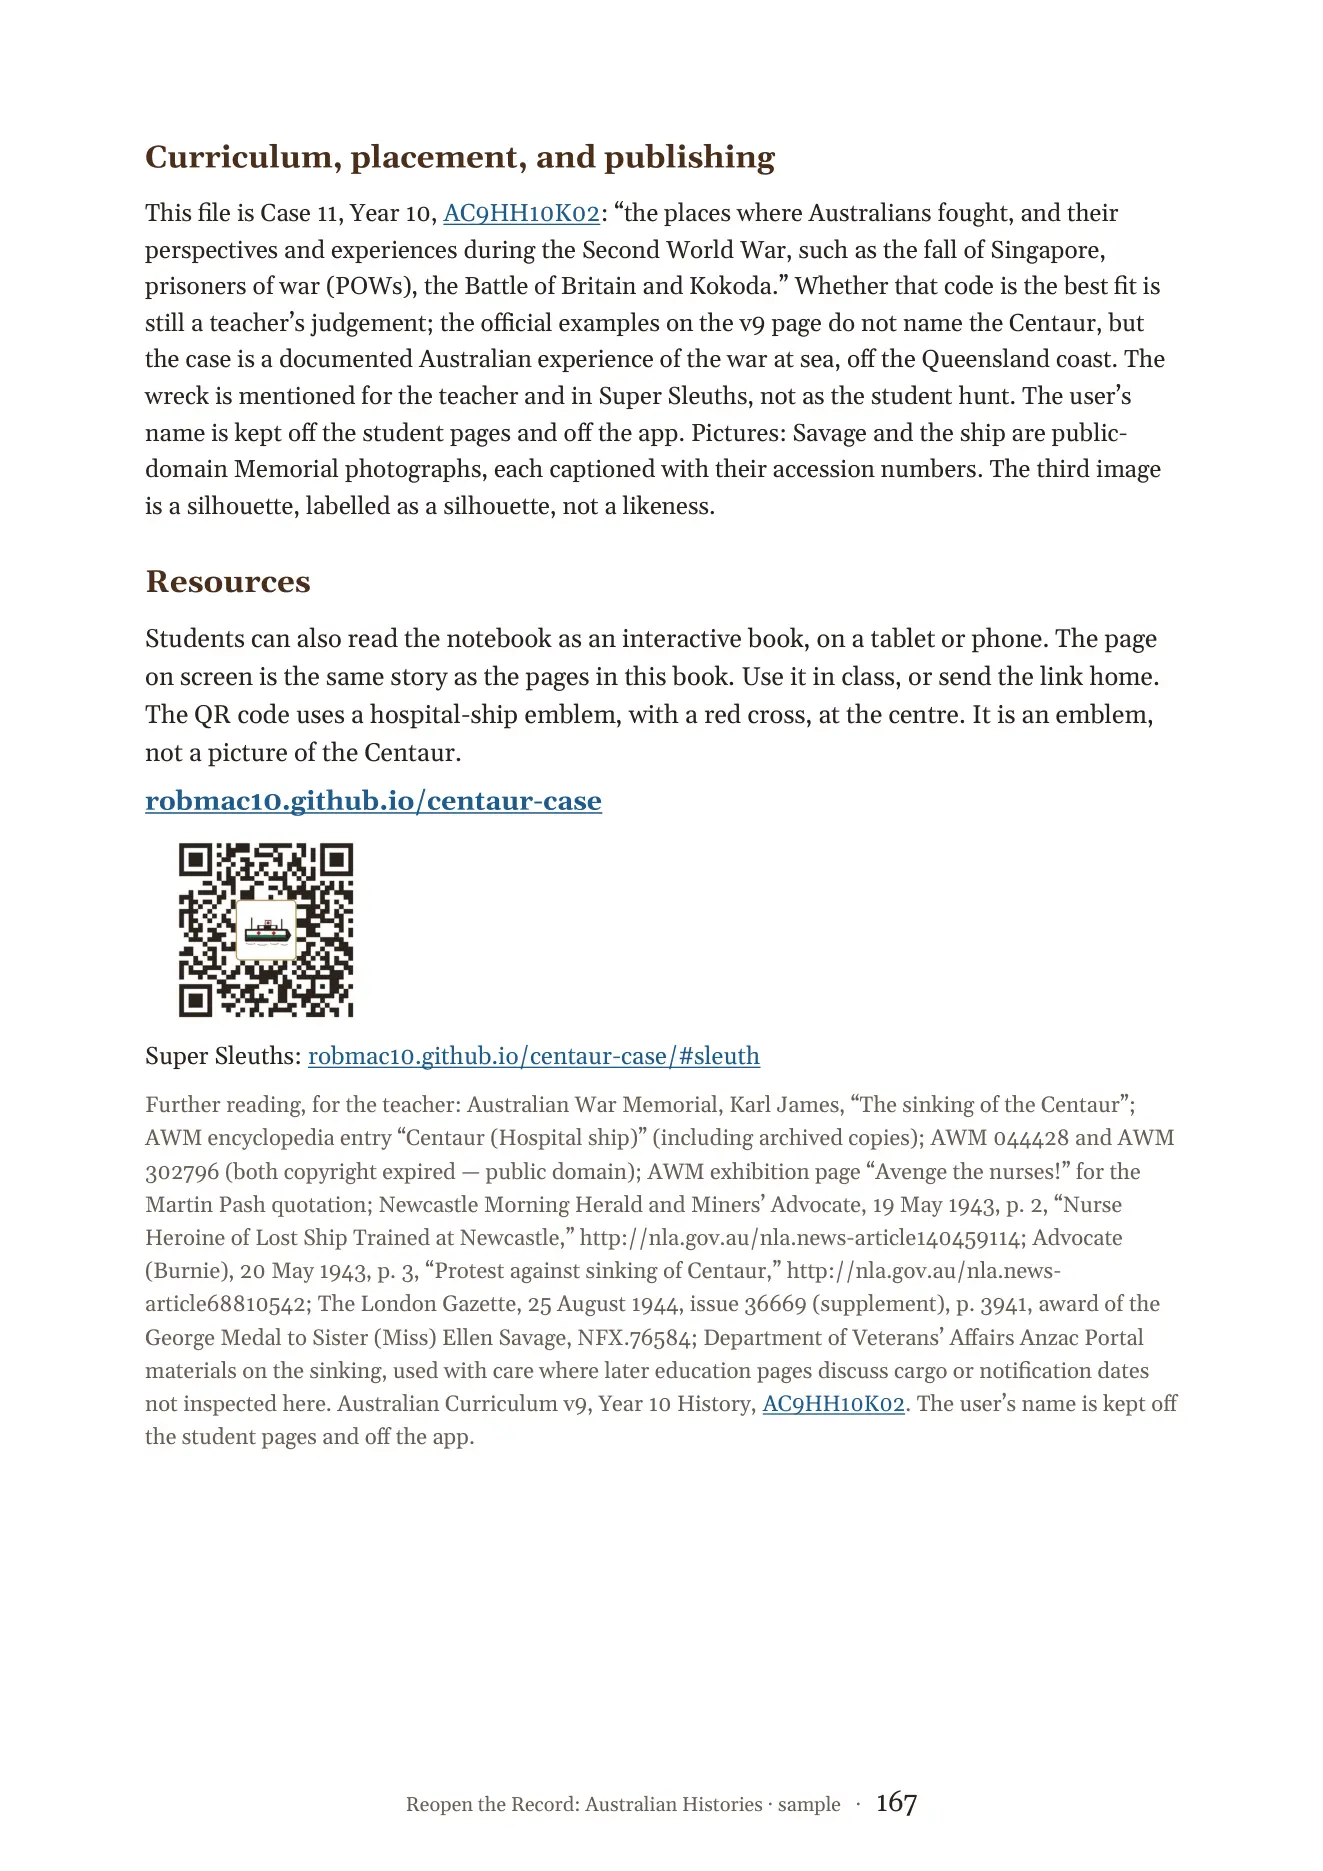 Curriculum, placement, and publishing
This file is Case 11, Year 10, AC9HH10K02: “the places where Australians fought, and their
perspectives and experiences during the Second World War, such as the fall of Singapore,
prisoners of war (POWs), the Battle of Britain and Kokoda.” Whether that code is the best fit is
still a teacher’s judgement; the official examples on the v9 page do not name the Centaur, but
the case is a documented Australian experience of the war at sea, off the Queensland coast. The
wreck is mentioned for the teacher and in Super Sleuths, not as the student hunt. The user’s
name is kept off the student pages and off the app. Pictures: Savage and the ship are public-
domain Memorial photographs, each captioned with their accession numbers. The third image
is a silhouette, labelled as a silhouette, not a likeness.
Resources
Students can also read the notebook as an interactive book, on a tablet or phone. The page
on screen is the same story as the pages in this book. Use it in class, or send the link home.
The QR code uses a hospital-ship emblem, with a red cross, at the centre. It is an emblem,
not a picture of the Centaur.
robmac10.github.io/centaur-case
Super Sleuths: robmac10.github.io/centaur-case/#sleuth
Further reading, for the teacher: Australian War Memorial, Karl James, “The sinking of the Centaur”;
AWM encyclopedia entry “Centaur (Hospital ship)” (including archived copies); AWM 044428 and AWM
302796 (both copyright expired — public domain); AWM exhibition page “Avenge the nurses!” for the
Martin Pash quotation; Newcastle Morning Herald and Miners’ Advocate, 19 May 1943, p. 2, “Nurse
Heroine of Lost Ship Trained at Newcastle,” http://nla.gov.au/nla.news-article140459114; Advocate
(Burnie), 20 May 1943, p. 3, “Protest against sinking of Centaur,” http://nla.gov.au/nla.news-
article68810542; The London Gazette, 25 August 1944, issue 36669 (supplement), p. 3941, award of the
George Medal to Sister (Miss) Ellen Savage, NFX.76584; Department of Veterans’ Affairs Anzac Portal
materials on the sinking, used with care where later education pages discuss cargo or notification dates
not inspected here. Australian Curriculum v9, Year 10 History, AC9HH10K02. The user’s name is kept off
the student pages and off the app.
Reopen the Record: Australian Histories · sample · 167